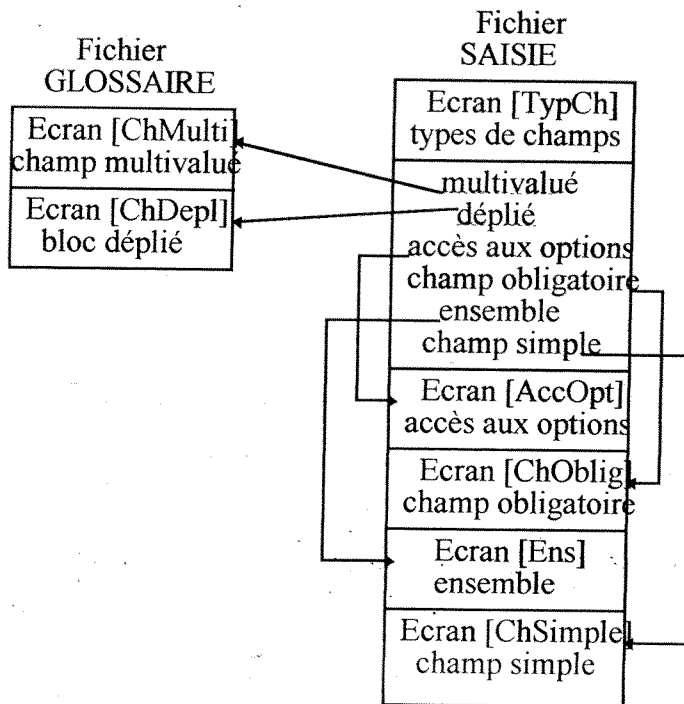 Fichier
GLOSSAIRE
Ecran [ChMulti]
champ multivalué
Ecran [ChDepl]
bloc déplié
Fichier
SAISIE
Ecran [TypCh]
types de champs
multivalué
déplié
accès aux options
champ obligatoire
ensemble
champ simple
Ecran [AccOpt]
accès aux options
Ecran [ChOblig]
champ obligatoire
Ecran [Ens]
ensemble
Ecran [ChSimple]
champ simple